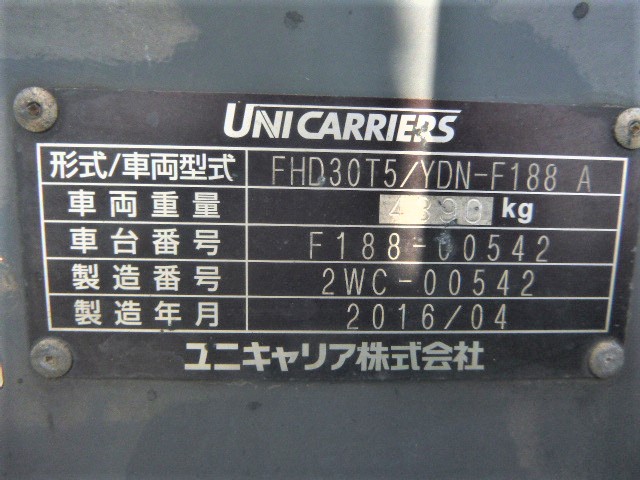 UNICARRIERS
形式/車両型式 FHD30T5/YDN-F188 A
車両重量 4390 kg
車台番号 F188-00542
製造番号 2WC-00542
製造年月 2016/04
ユニキャリア株式会社